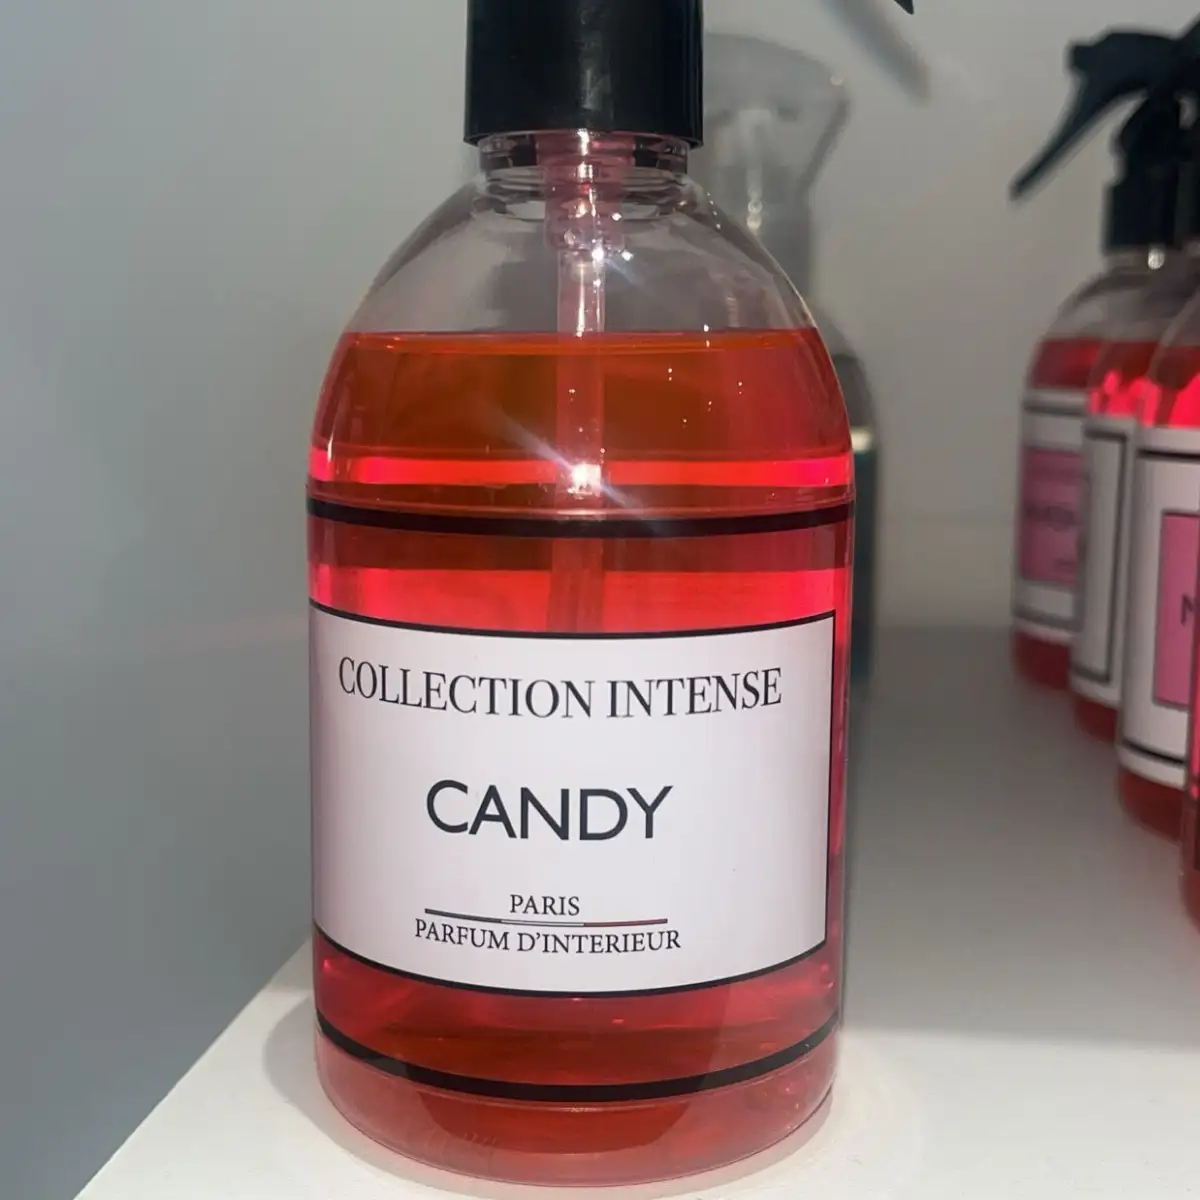 COLLECTION INTENSE
CANDY
PARIS
PARFUM D'INTERIEUR